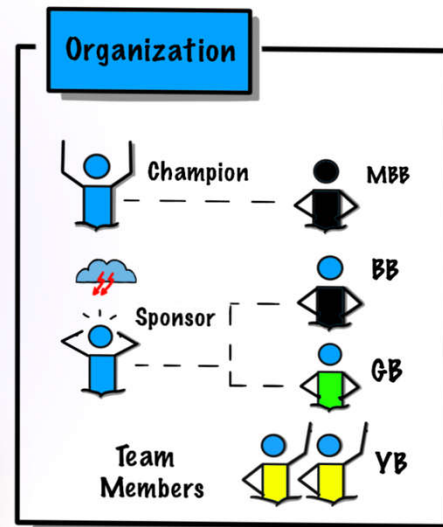 Organization
Champion
MBB
BB
Sponsor
GB
Team
Members
YB